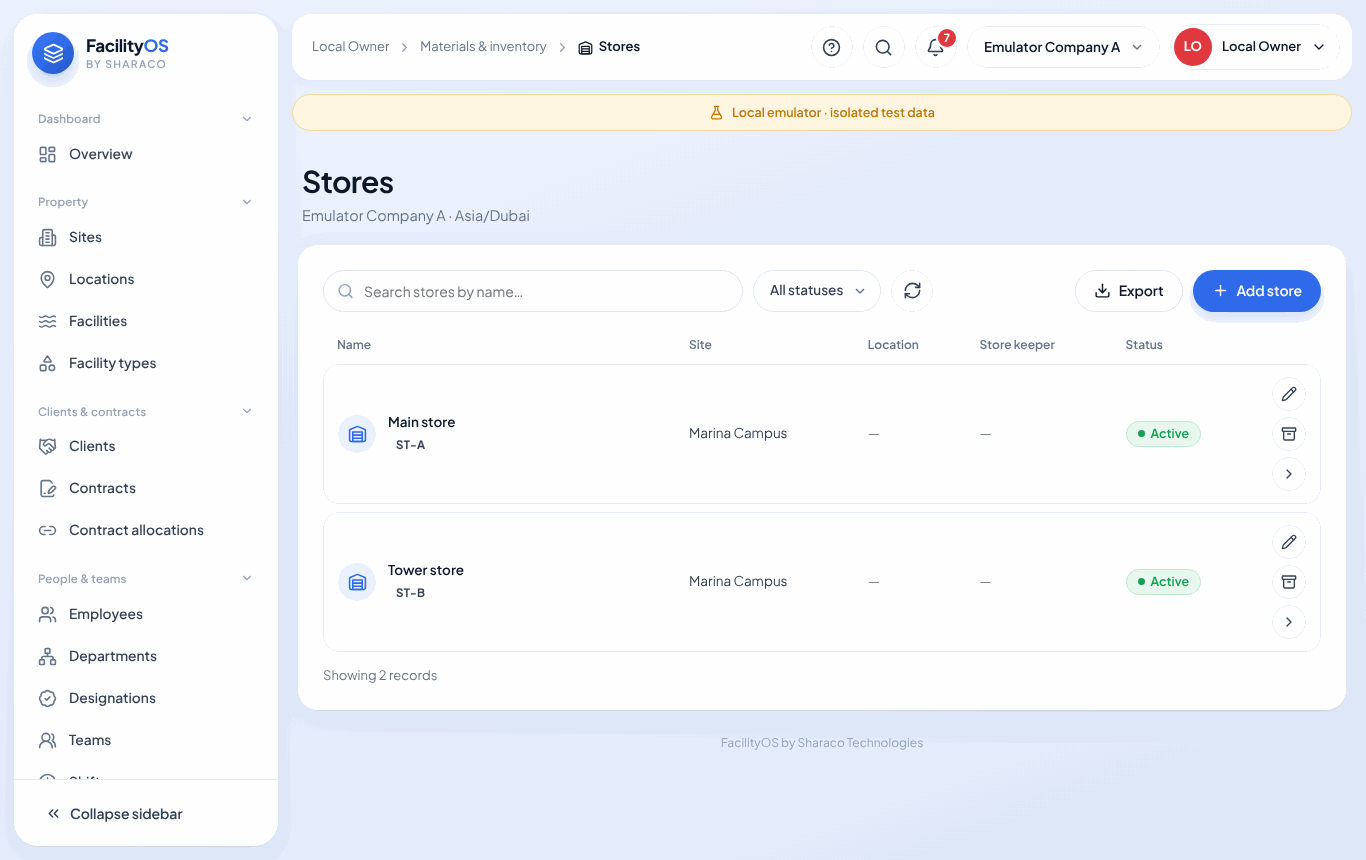 FacilityOS
BY SHARACO
Dashboard
Overview
Property
Sites
Locations
Facilities
Facility types
Clients & contracts
Clients
Contracts
Contract allocations
People & teams
Employees
Departments
Designations
Teams
Collapse sidebar
Local Owner
Materials & inventory
Stores
7
Emulator Company A
LO
Local Owner
Local emulator · isolated test data
Stores
Emulator Company A · Asia/Dubai
Search stores by name...
All statuses
Export
Add store
Name Site Location Store keeper Status
Main store
ST-A
Marina Campus — — Active
Tower store
ST-B
Marina Campus — — Active
Showing 2 records
FacilityOS by Sharaco Technologies